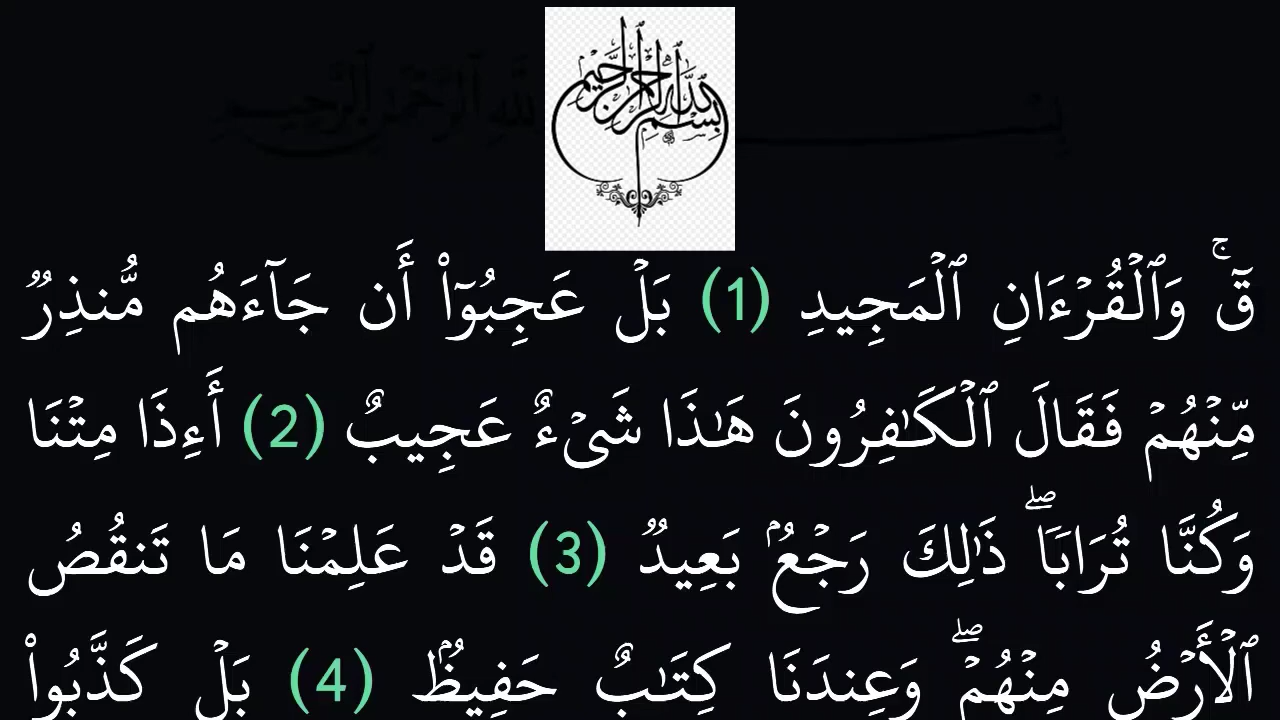 بِسْمِ ٱللَّهِ ٱلرَّحْمَٰنِ ٱلرَّحِيمِ
قٓۚ وَٱلْقُرْءَانِ ٱلْمَجِيدِ (1) بَلْ عَجِبُوٓا۟ أَن جَآءَهُم مُّنذِرٌ
مِّنْهُمْ فَقَالَ ٱلْكَـٰفِرُونَ هَـٰذَا شَىْءٌ عَجِيبٌ (2) أَءِذَا مِتْنَا
وَكُنَّا تُرَابًاۖ ذَٰلِكَ رَجْعٌۢ بَعِيدٌ (3) قَدْ عَلِمْنَا مَا تَنقُصُ
ٱلْأَرْضُ مِنْهُمْۖ وَعِندَنَا كِتَـٰبٌ حَفِيظٌۢ (4) بَلْ كَذَّبُوا۟